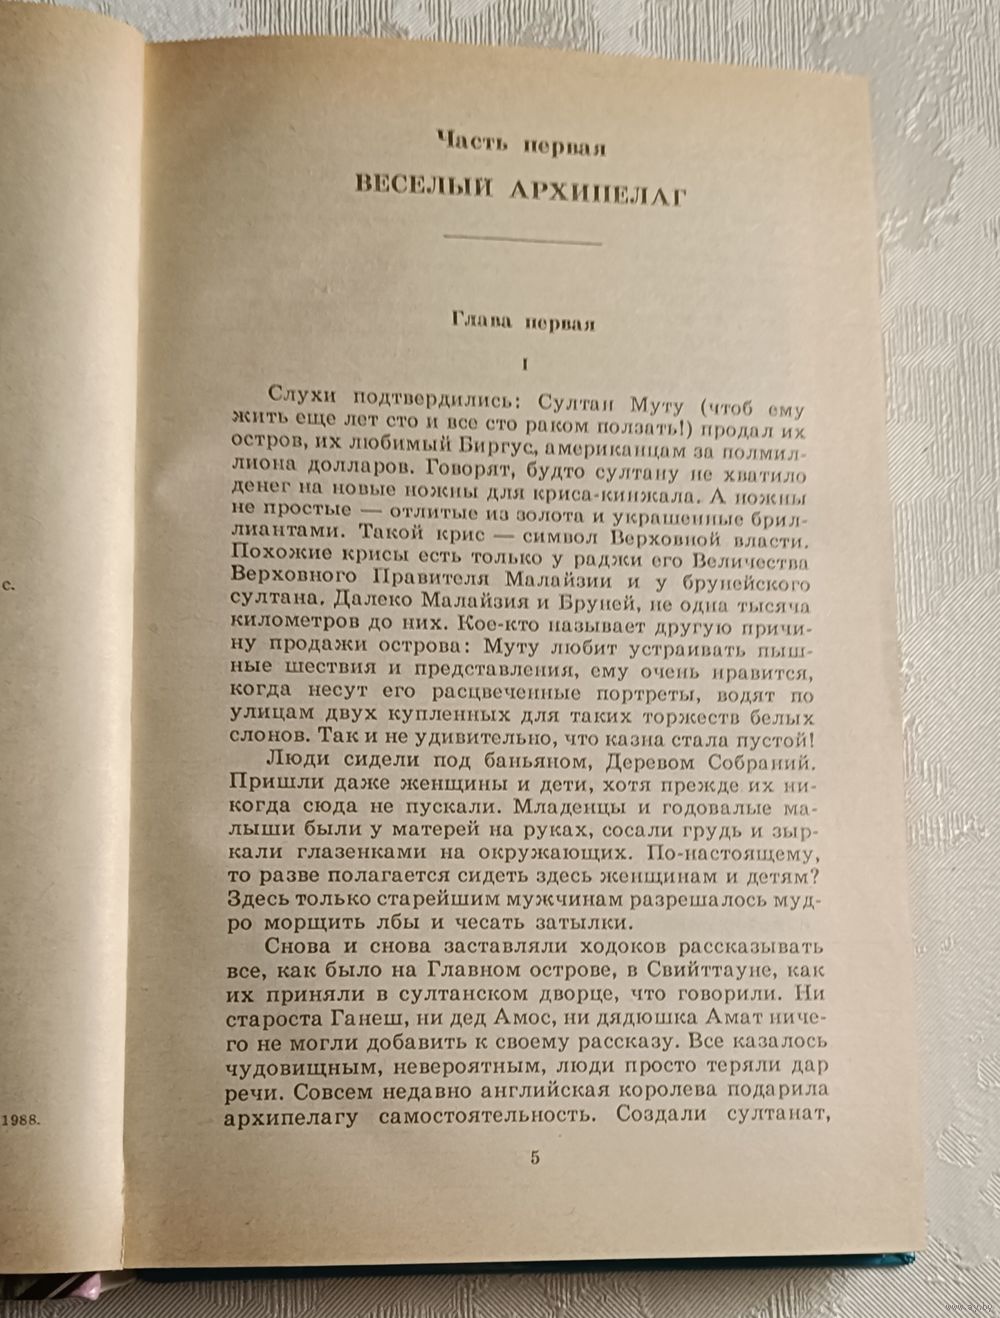 Часть первая
ВЕСЕЛЫЙ АРХИПЕЛАГ
Глава первая
I
Слухи подтвердились: Султан Муту (чтоб ему
жить еще лет сто и все сто раком ползать!) продал их
остров, их любимый Биргус, американцам за полмил-
лиона долларов. Говорят, будто султану не хватило
денег на новые ножны для криса-кинжала. А ножны
не простые — отлитые из золота и украшенные брил-
лиантами. Такой крис — символ Верховной власти.
Похожие крисы есть только у раджи его Величества
Верховного Правителя Малайзии и у брунейского
султана. Далеко Малайзия и Бруней, не одна тысяча
километров до них. Кое-кто называет другую причи-
ну продажи острова: Муту любит устраивать пыш-
ные шествия и представления, ему очень нравится,
когда несут его расцвеченные портреты, водят по
улицам двух купленных для таких торжеств белых
слонов. Так и не удивительно, что казна стала пустой!
Люди сидели под баньяном, Деревом Собраний.
Пришли даже женщины и дети, хотя прежде их ни-
когда сюда не пускали. Младенцы и годовалые ма-
лыши были у матерей на руках, сосали грудь и зыр-
кали глазенками на окружающих. По-настоящему,
то разве полагается сидеть здесь женщинам и детям?
Здесь только старейшим мужчинам разрешалось муд-
ро морщить лбы и чесать затылки.
Снова и снова заставляли ходоков рассказывать
все, как было на Главном острове, в Свийттауне, как
их приняли в султанском дворце, что говорили. Ни
староста Ганеш, ни дед Амос, ни дядюшка Амат ниче-
го не могли добавить к своему рассказу. Все казалось
чудовищным, невероятным, люди просто теряли дар
речи. Совсем недавно английская королева подарила
архипелагу самостоятельность. Создали султанат,
5
с.
1988.
www.ay.by